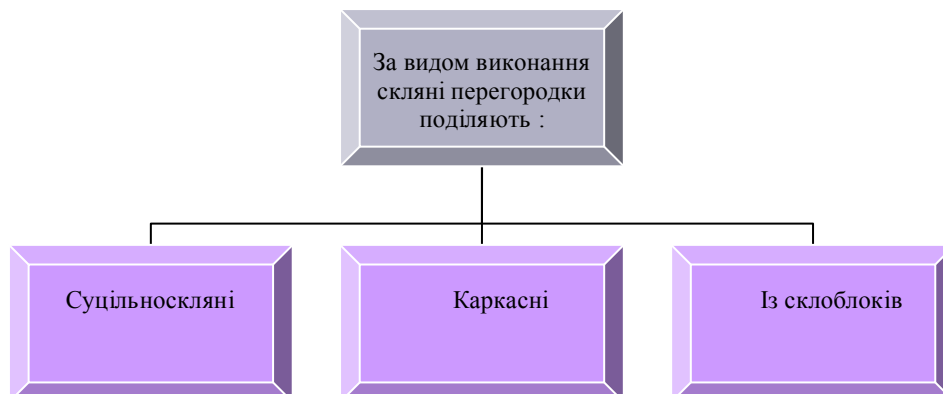 За видом виконання
скляні перегородки
поділяють :
Суцільноскляні
Каркасні
Із склоблоків